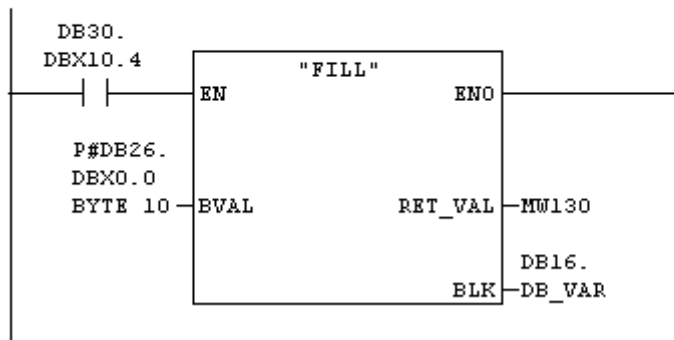 DB30.
DBX10.4
"FILL"
EN
ENO
P#DB26.
DBX0.0
BYTE 10
BVAL
RET_VAL
MW130
DB16.
BLK
DB_VAR